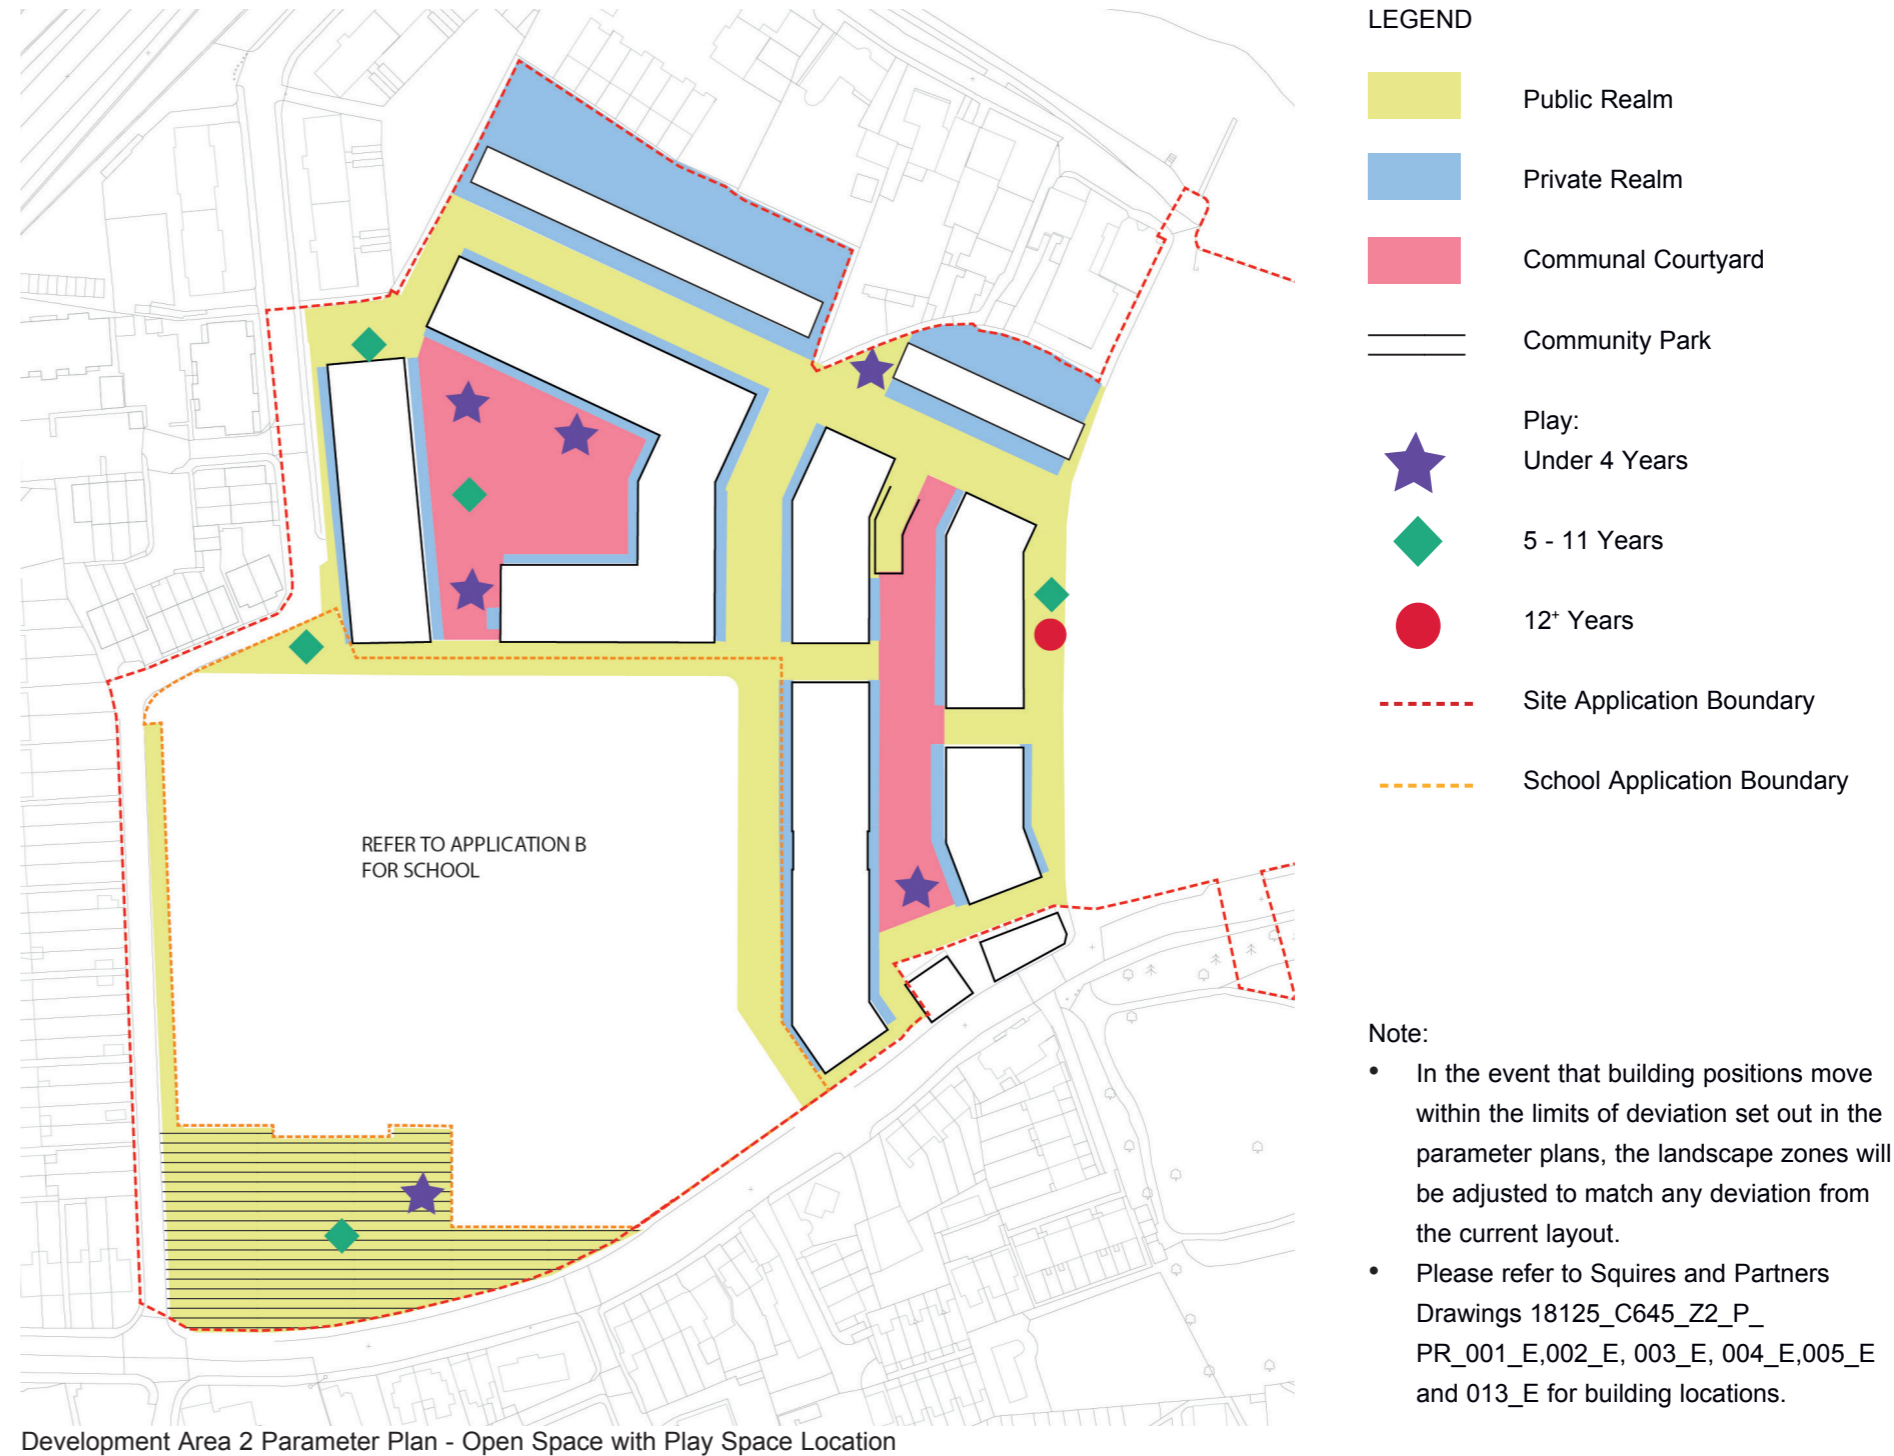 LEGEND
Public Realm
Private Realm
Communal Courtyard
Community Park
Play:
Under 4 Years
5 - 11 Years
12⁺ Years
Site Application Boundary
School Application Boundary
REFER TO APPLICATION B
FOR SCHOOL
Note:
• In the event that building positions move
within the limits of deviation set out in the
parameter plans, the landscape zones will
be adjusted to match any deviation from
the current layout.
• Please refer to Squires and Partners
Drawings 18125_C645_Z2_P_
PR_001_E,002_E, 003_E, 004_E,005_E
and 013_E for building locations.
Development Area 2 Parameter Plan - Open Space with Play Space Location